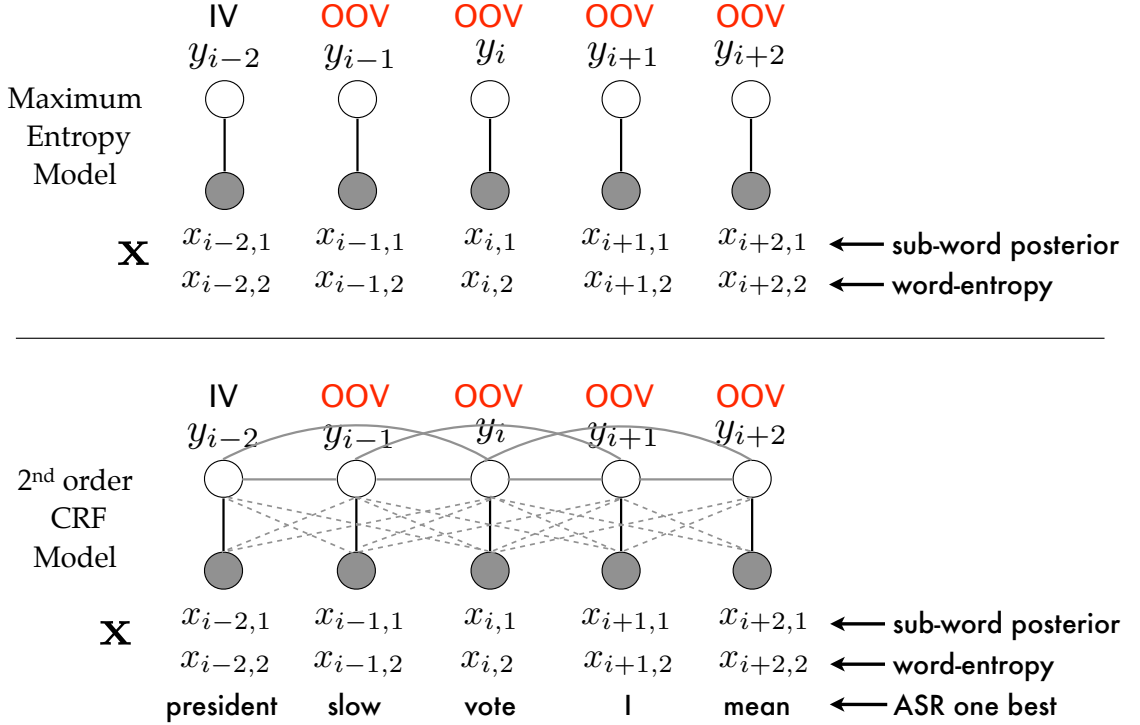 IV OOV OOV OOV OOV
y_{i−2} y_{i−1} y_i y_{i+1} y_{i+2}
Maximum
Entropy
Model
x x_{i−2,1} x_{i−1,1} x_{i,1} x_{i+1,1} x_{i+2,1} sub-word posterior
x_{i−2,2} x_{i−1,2} x_{i,2} x_{i+1,2} x_{i+2,2} word-entropy
IV OOV OOV OOV OOV
y_{i−2} y_{i−1} y_i y_{i+1} y_{i+2}
2nd order
CRF
Model
x x_{i−2,1} x_{i−1,1} x_{i,1} x_{i+1,1} x_{i+2,1} sub-word posterior
x_{i−2,2} x_{i−1,2} x_{i,2} x_{i+1,2} x_{i+2,2} word-entropy
president slow vote I mean ASR one best